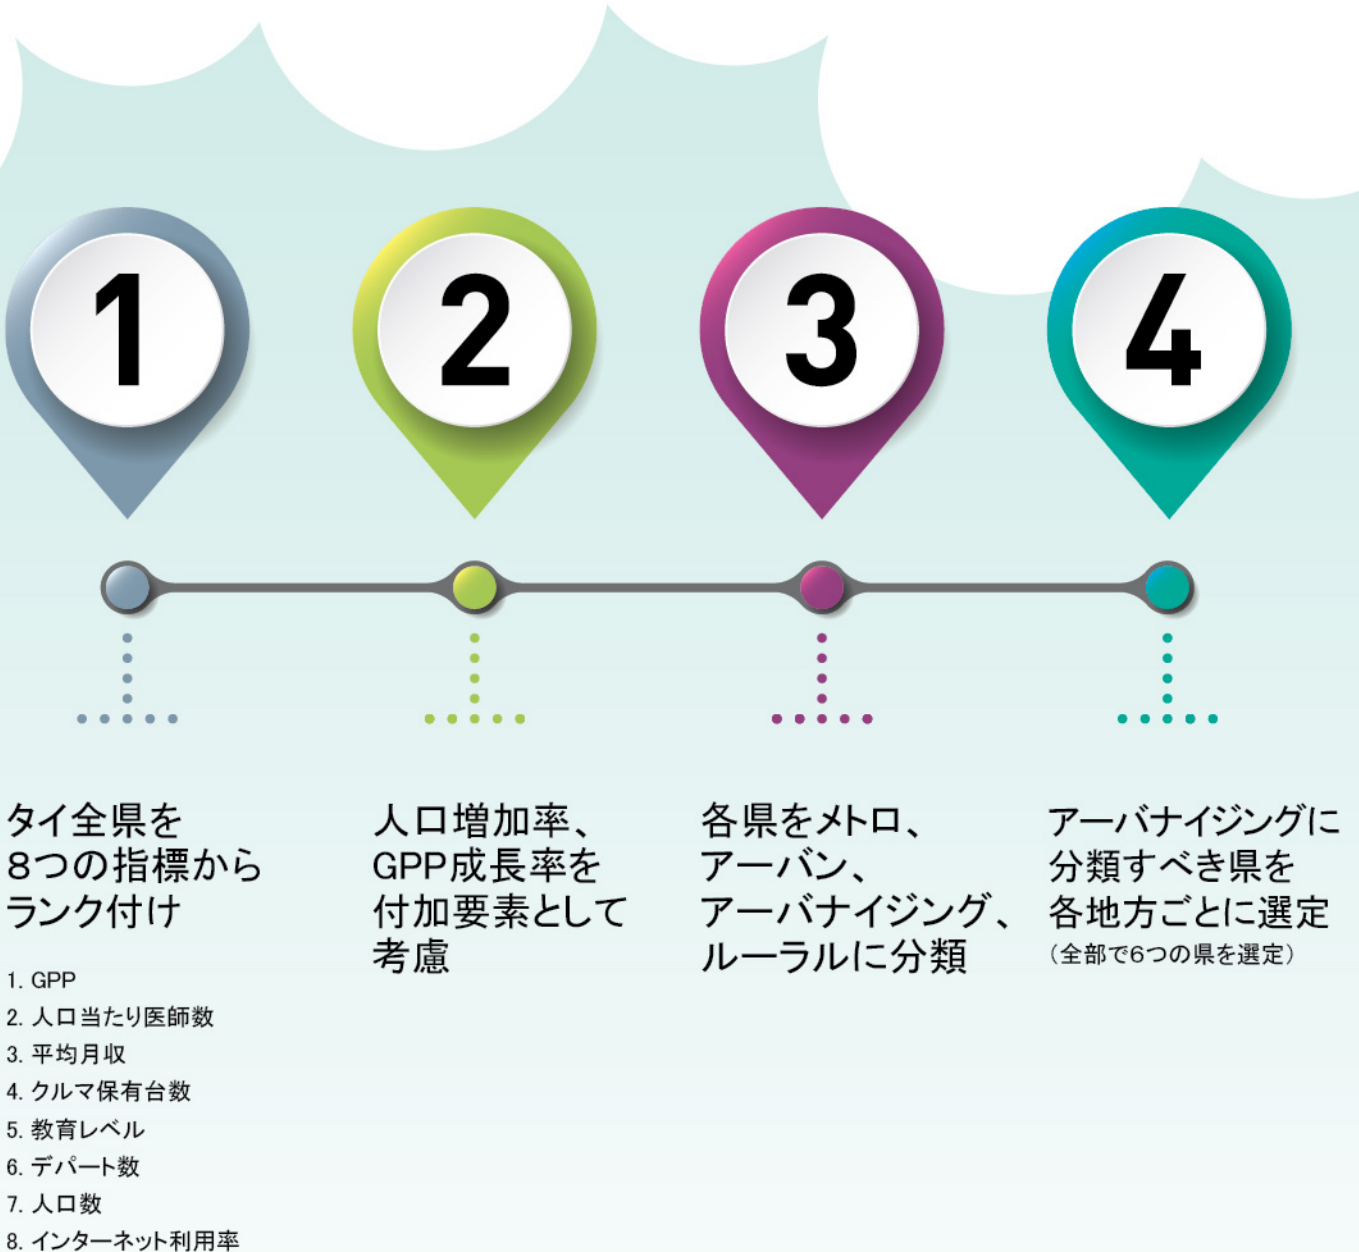 1
2
3
4
タイ全県を
8つの指標から
ランク付け
1. GPP
2. 人口当たり医師数
3. 平均月収
4. クルマ保有台数
5. 教育レベル
6. デパート数
7. 人口数
8. インターネット利用率
人口増加率、
GPP成長率を
付加要素として
考慮
各県をメトロ、
アーバン、
アーバナイジング、
ルーラルに分類
アーバナイジングに
分類すべき県を
各地方ごとに選定
(全部で6つの県を選定)